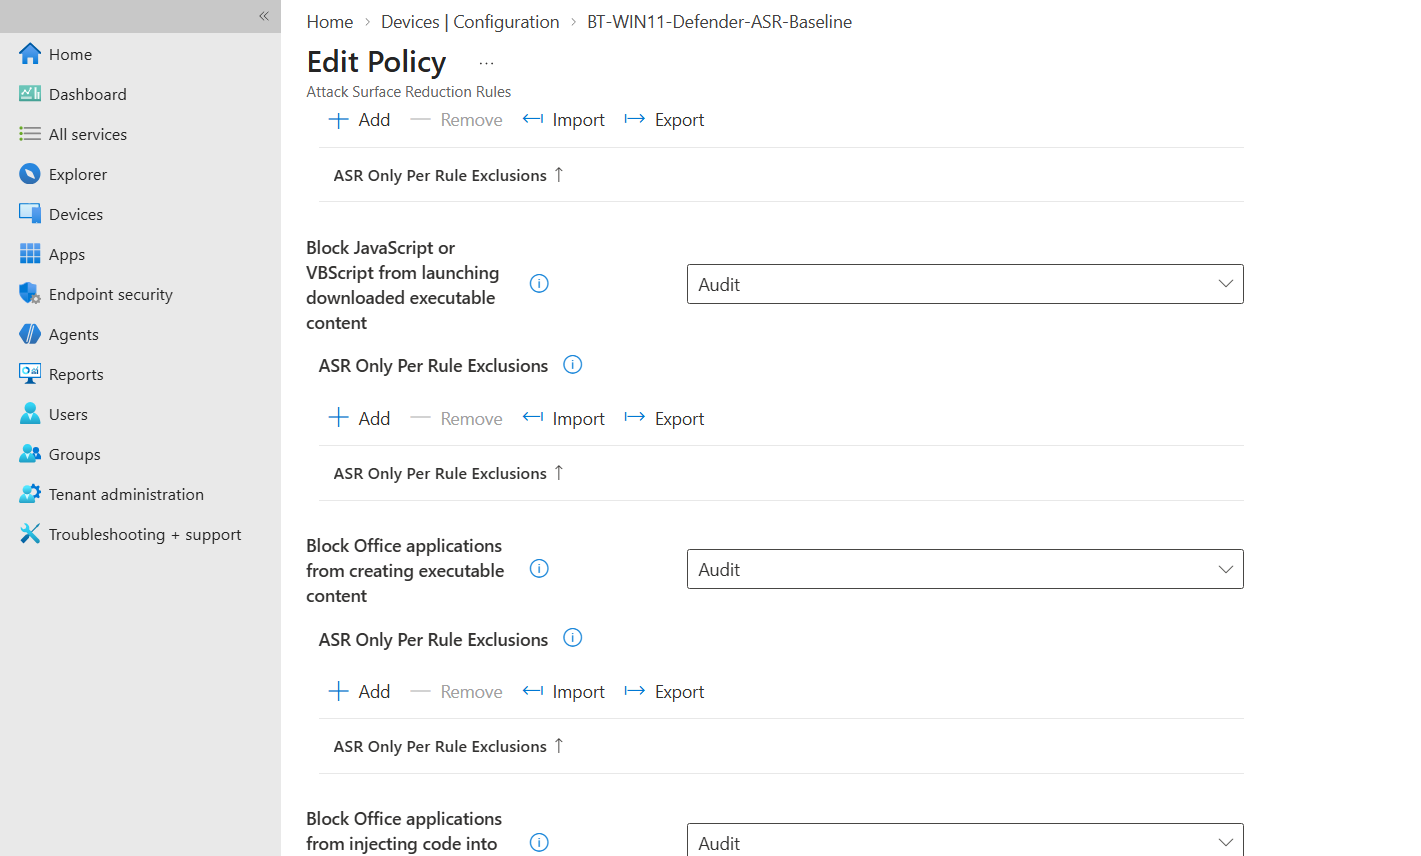 Home > Devices | Configuration > BT-WIN11-Defender-ASR-Baseline
Edit Policy ...
Attack Surface Reduction Rules
Home
Dashboard
All services
Explorer
Devices
Apps
Endpoint security
Agents
Reports
Users
Groups
Tenant administration
Troubleshooting + support
Add Remove Import Export
ASR Only Per Rule Exclusions ↑
Block JavaScript or
VBScript from launching
downloaded executable
content
Audit
ASR Only Per Rule Exclusions
Add Remove Import Export
ASR Only Per Rule Exclusions ↑
Block Office applications
from creating executable
content
Audit
ASR Only Per Rule Exclusions
Add Remove Import Export
ASR Only Per Rule Exclusions ↑
Block Office applications
from injecting code into
Audit